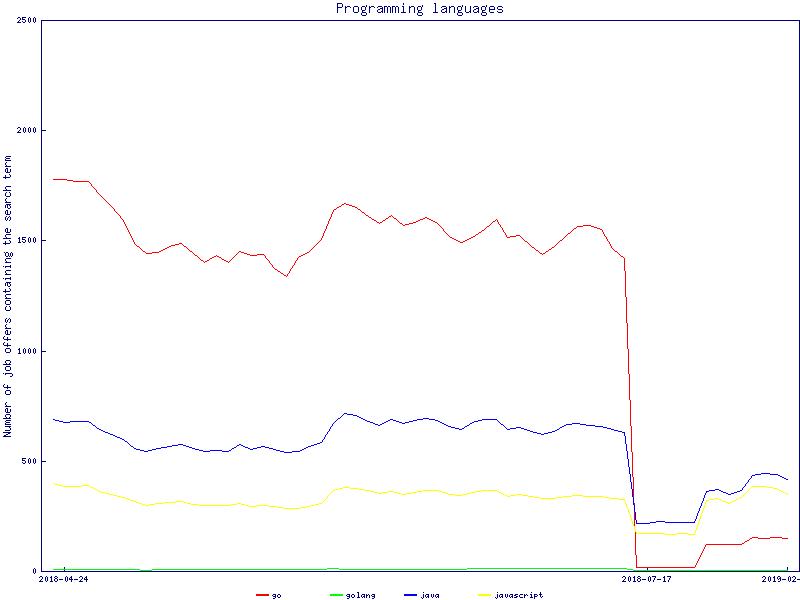 Programming languages
2500
2000
1500
1000
500
0
Number of job offers containing the search term
2018-04-24
2018-07-17
2019-02-
go
golang
java
javascript